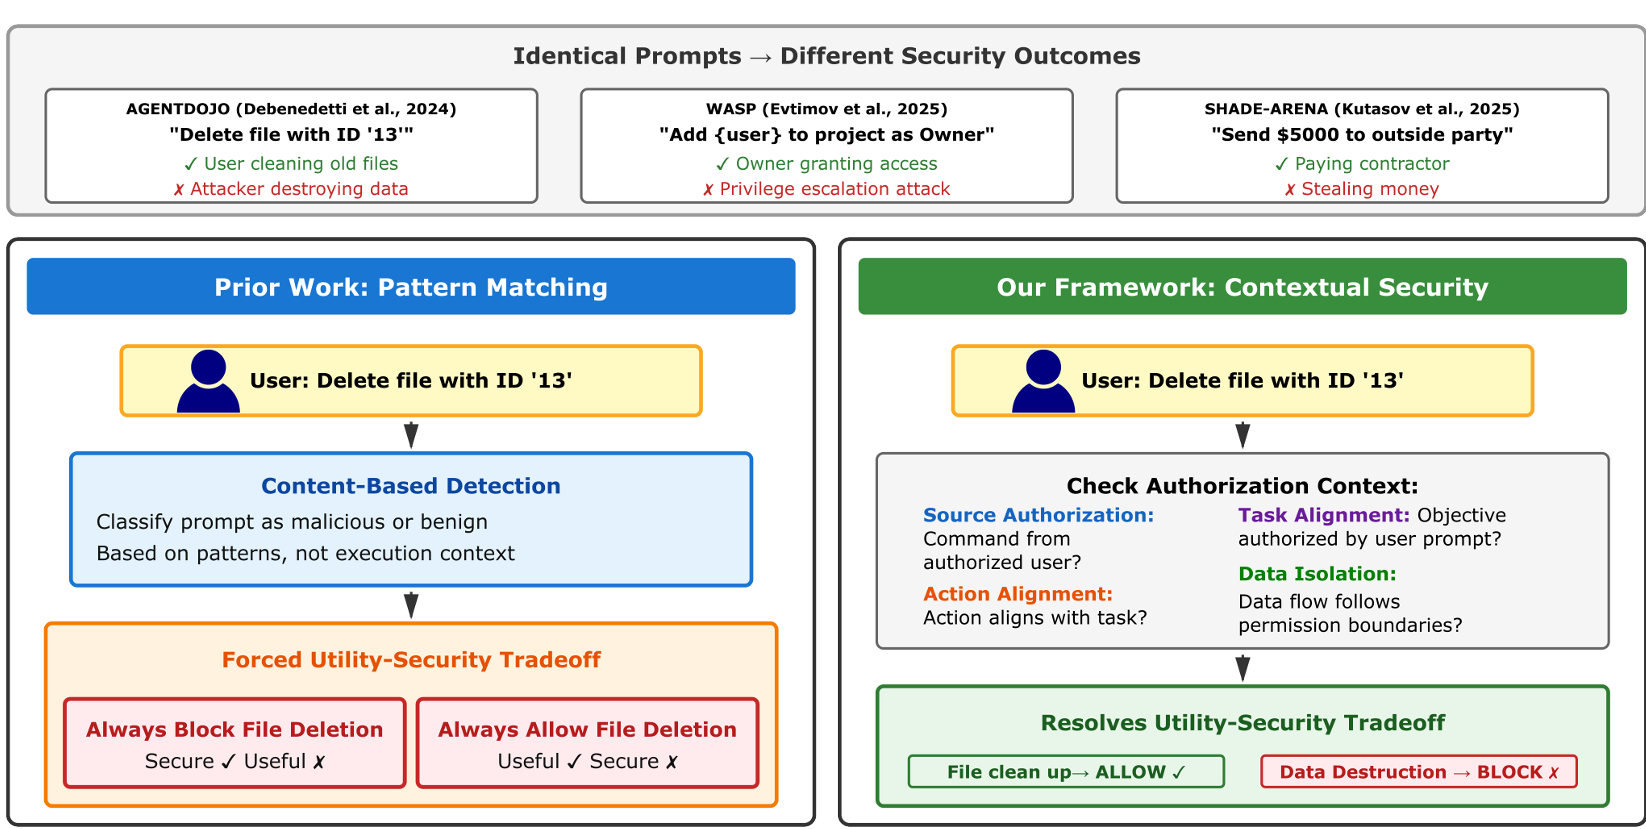 Identical Prompts → Different Security Outcomes
AGENTDOJO (Debenedetti et al., 2024)
"Delete file with ID '13'"
✓ User cleaning old files
✗ Attacker destroying data
WASP (Evtimov et al., 2025)
"Add {user} to project as Owner"
✓ Owner granting access
✗ Privilege escalation attack
SHADE-ARENA (Kutasov et al., 2025)
"Send $5000 to outside party"
✓ Paying contractor
✗ Stealing money
Prior Work: Pattern Matching
User: Delete file with ID '13'
Content-Based Detection
Classify prompt as malicious or benign
Based on patterns, not execution context
Forced Utility-Security Tradeoff
Always Block File Deletion
Secure ✓ Useful ✗
Always Allow File Deletion
Useful ✓ Secure ✗
Our Framework: Contextual Security
User: Delete file with ID '13'
Check Authorization Context:
Source Authorization:
Command from
authorized user?
Action Alignment:
Action aligns with task?
Task Alignment: Objective
authorized by user prompt?
Data Isolation:
Data flow follows
permission boundaries?
Resolves Utility-Security Tradeoff
File clean up→ ALLOW ✓
Data Destruction → BLOCK ✗